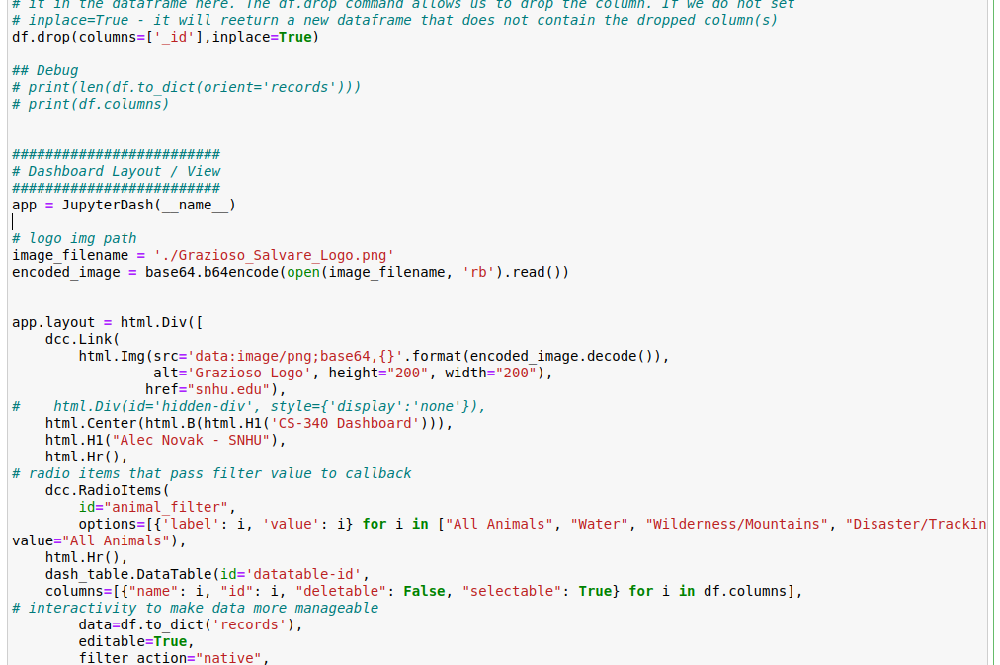 # it in the dataframe here. The df.drop command allows us to drop the column. If we do not set
# inplace=True - it will reeturn a new dataframe that does not contain the dropped column(s)
df.drop(columns=['_id'],inplace=True)
## Debug
# print(len(df.to_dict(orient='records')))
# print(df.columns)
#########################
# Dashboard Layout / View
#########################
app = JupyterDash(__name__)
# logo img path
image_filename = './Grazioso_Salvare_Logo.png'
encoded_image = base64.b64encode(open(image_filename, 'rb').read())
app.layout = html.Div([
    dcc.Link(
        html.Img(src='data:image/png;base64,{}'.format(encoded_image.decode()),
                 alt='Grazioso Logo', height="200", width="200"),
                href="snhu.edu"),
#    html.Div(id='hidden-div', style={'display':'none'}),
    html.Center(html.B(html.H1('CS-340 Dashboard'))),
    html.H1("Alec Novak - SNHU"),
    html.Hr(),
# radio items that pass filter value to callback
    dcc.RadioItems(
        id="animal_filter",
        options=[{'label': i, 'value': i} for i in ["All Animals", "Water", "Wilderness/Mountains", "Disaster/Trackin
value="All Animals"),
    html.Hr(),
    dash_table.DataTable(id='datatable-id',
    columns=[{"name": i, "id": i, "deletable": False, "selectable": True} for i in df.columns],
# interactivity to make data more manageable
        data=df.to_dict('records'),
        editable=True,
        filter_action="native",